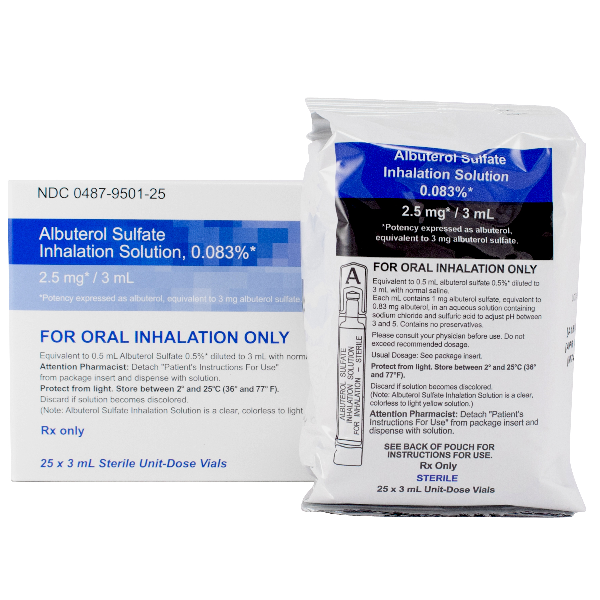 NDC 0487-9501-25
Albuterol Sulfate
Inhalation Solution, 0.083%*
2.5 mg* / 3 mL
*Potency expressed as albuterol, equivalent to 3 mg albuterol sulfate.
FOR ORAL INHALATION ONLY
Equivalent to 0.5 mL Albuterol Sulfate 0.5%* diluted to 3 mL with
Attention Pharmacist: Detach "Patient's Instructions For Use"
from package insert and dispense with solution.
Protect from light. Store between 2° and 25°C (36° and 77° F).
Discard if solution becomes discolored.
(Note: Albuterol Sulfate Inhalation Solution is a clear, colorless to light
Rx only
25 x 3 mL Sterile Unit-Dose Vials
Albuterol Sulfate
Inhalation Solution
0.083%*
2.5 mg* / 3 mL
*Potency expressed as albuterol,
equivalent to 3 mg albuterol sulfate.
FOR ORAL INHALATION ONLY
Equivalent to 0.5 mL albuterol sulfate 0.5%* diluted to
3 mL with normal saline.
Each mL contains 1 mg albuterol sulfate, equivalent to
0.83 mg albuterol, in an aqueous solution containing
sodium chloride and sulfuric acid to adjust pH between
3 and 5. Contains no preservatives.
Please consult your physician before use. Do not
exceed recommended dosage.
Usual Dosage: See package insert.
Protect from light. Store between 2° and 25°C (36°
and 77°F).
Discard if solution becomes discolored.
(Note: Albuterol Sulfate Inhalation Solution is a clear,
colorless to light yellow solution.)
Attention Pharmacist: Detach "Patient's
Instructions For Use" from package insert and
dispense with solution.
SEE BACK OF POUCH FOR
INSTRUCTIONS FOR USE.
Rx Only
STERILE
25 x 3 mL Unit-Dose Vials
A
ALBUTEROL SULFATE
INHALATION SOLUTION
FOR INHALATION – STERILE